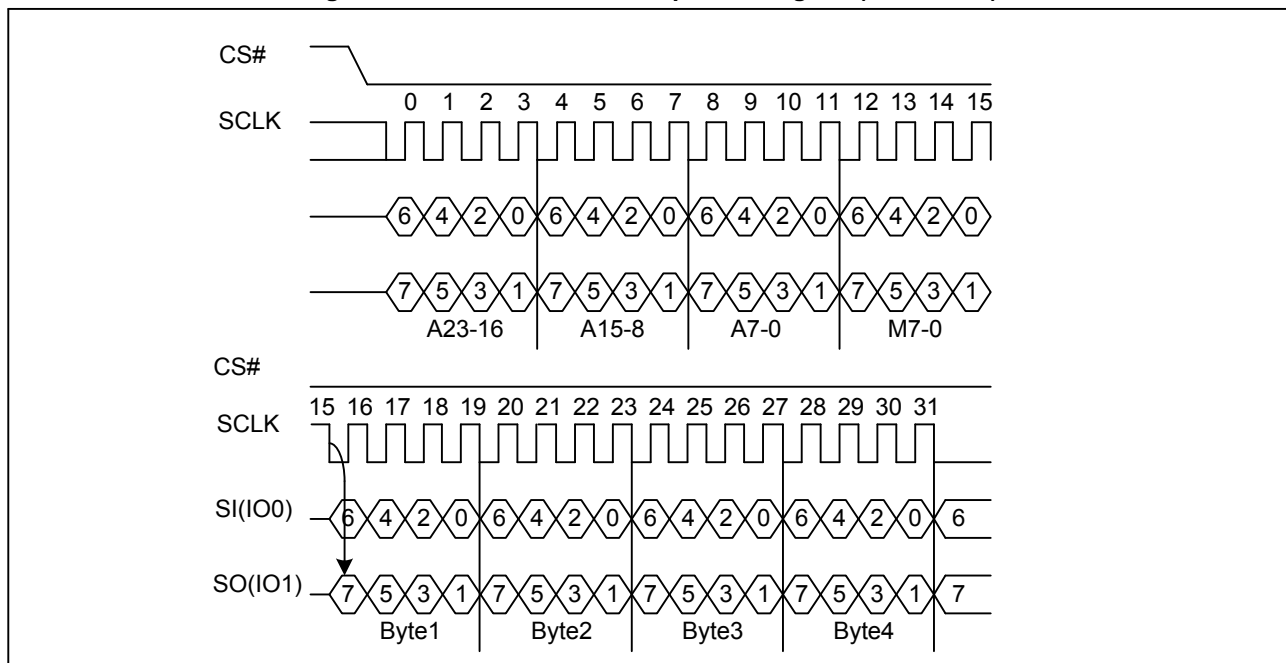 CS#
0 1 2 3 4 5 6 7 8 9 10 11 12 13 14 15
SCLK
6 4 2 0 6 4 2 0 6 4 2 0 6 4 2 0
7 5 3 1 7 5 3 1 7 5 3 1 7 5 3 1
A23-16 A15-8 A7-0 M7-0
CS#
15 16 17 18 19 20 21 22 23 24 25 26 27 28 29 30 31
SCLK
SI(IO0) 6 4 2 0 6 4 2 0 6 4 2 0 6 4 2 0 6
SO(IO1) 7 5 3 1 7 5 3 1 7 5 3 1 7 5 3 1 7
Byte1 Byte2 Byte3 Byte4